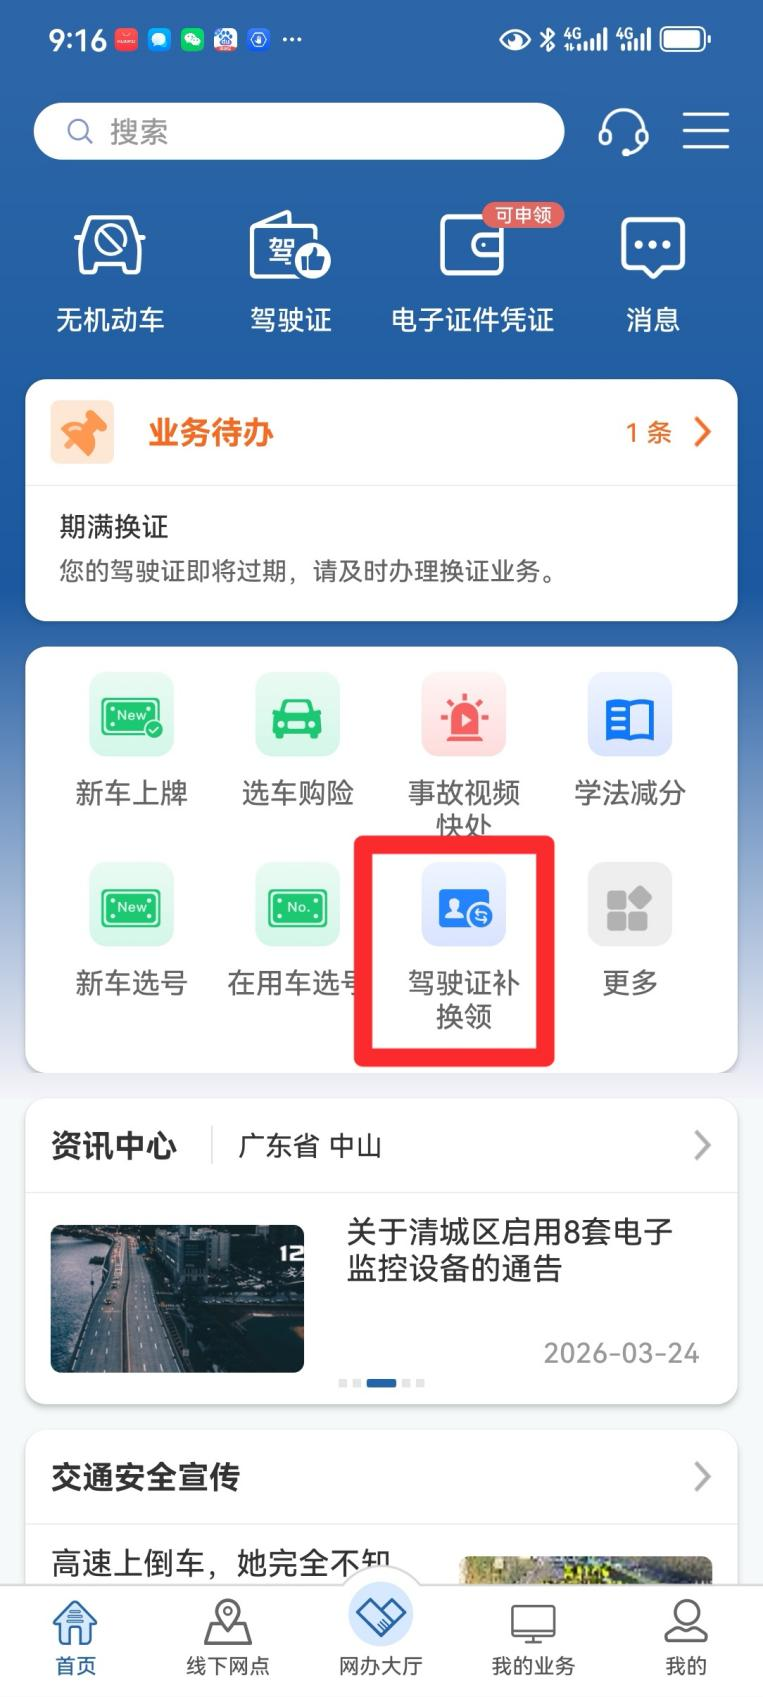 9:16
4G
4G
搜索
可申领
驾
无机动车
驾驶证
电子证件凭证
消息
业务待办
1 条
期满换证
您的驾驶证即将过期，请及时办理换证业务。
New
新车上牌
选车购险
事故视频
快处
学法减分
New
No.
新车选号
在用车选号
驾驶证补
换领
更多
资讯中心
广东省 中山
关于清城区启用8套电子
监控设备的通告
12
2026-03-24
交通安全宣传
高速上倒车，她完全不知
首页
线下网点
网办大厅
我的业务
我的